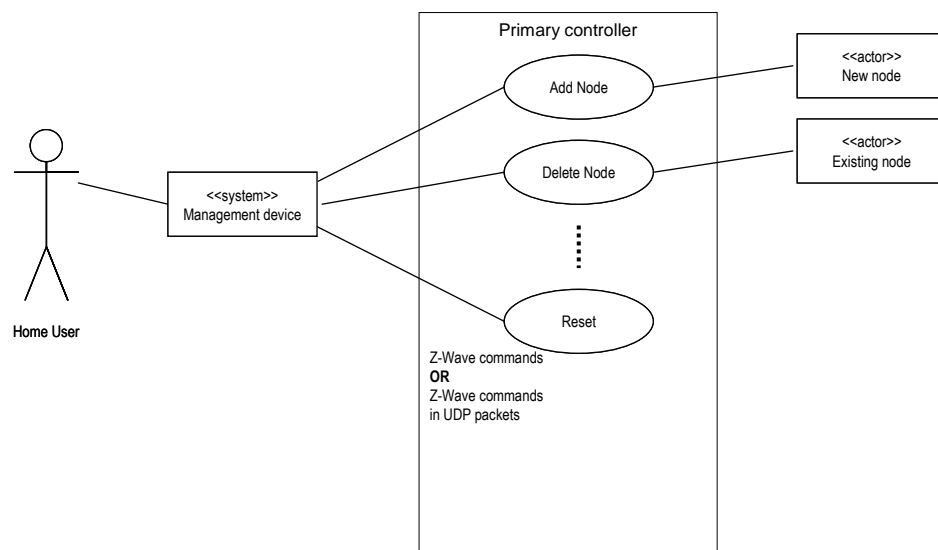 Primary controller
Add Node
<<actor>>
New node
<<actor>>
Existing node
Delete Node
<<system>>
Management device
Reset
Home User
Z-Wave commands
OR
Z-Wave commands
in UDP packets